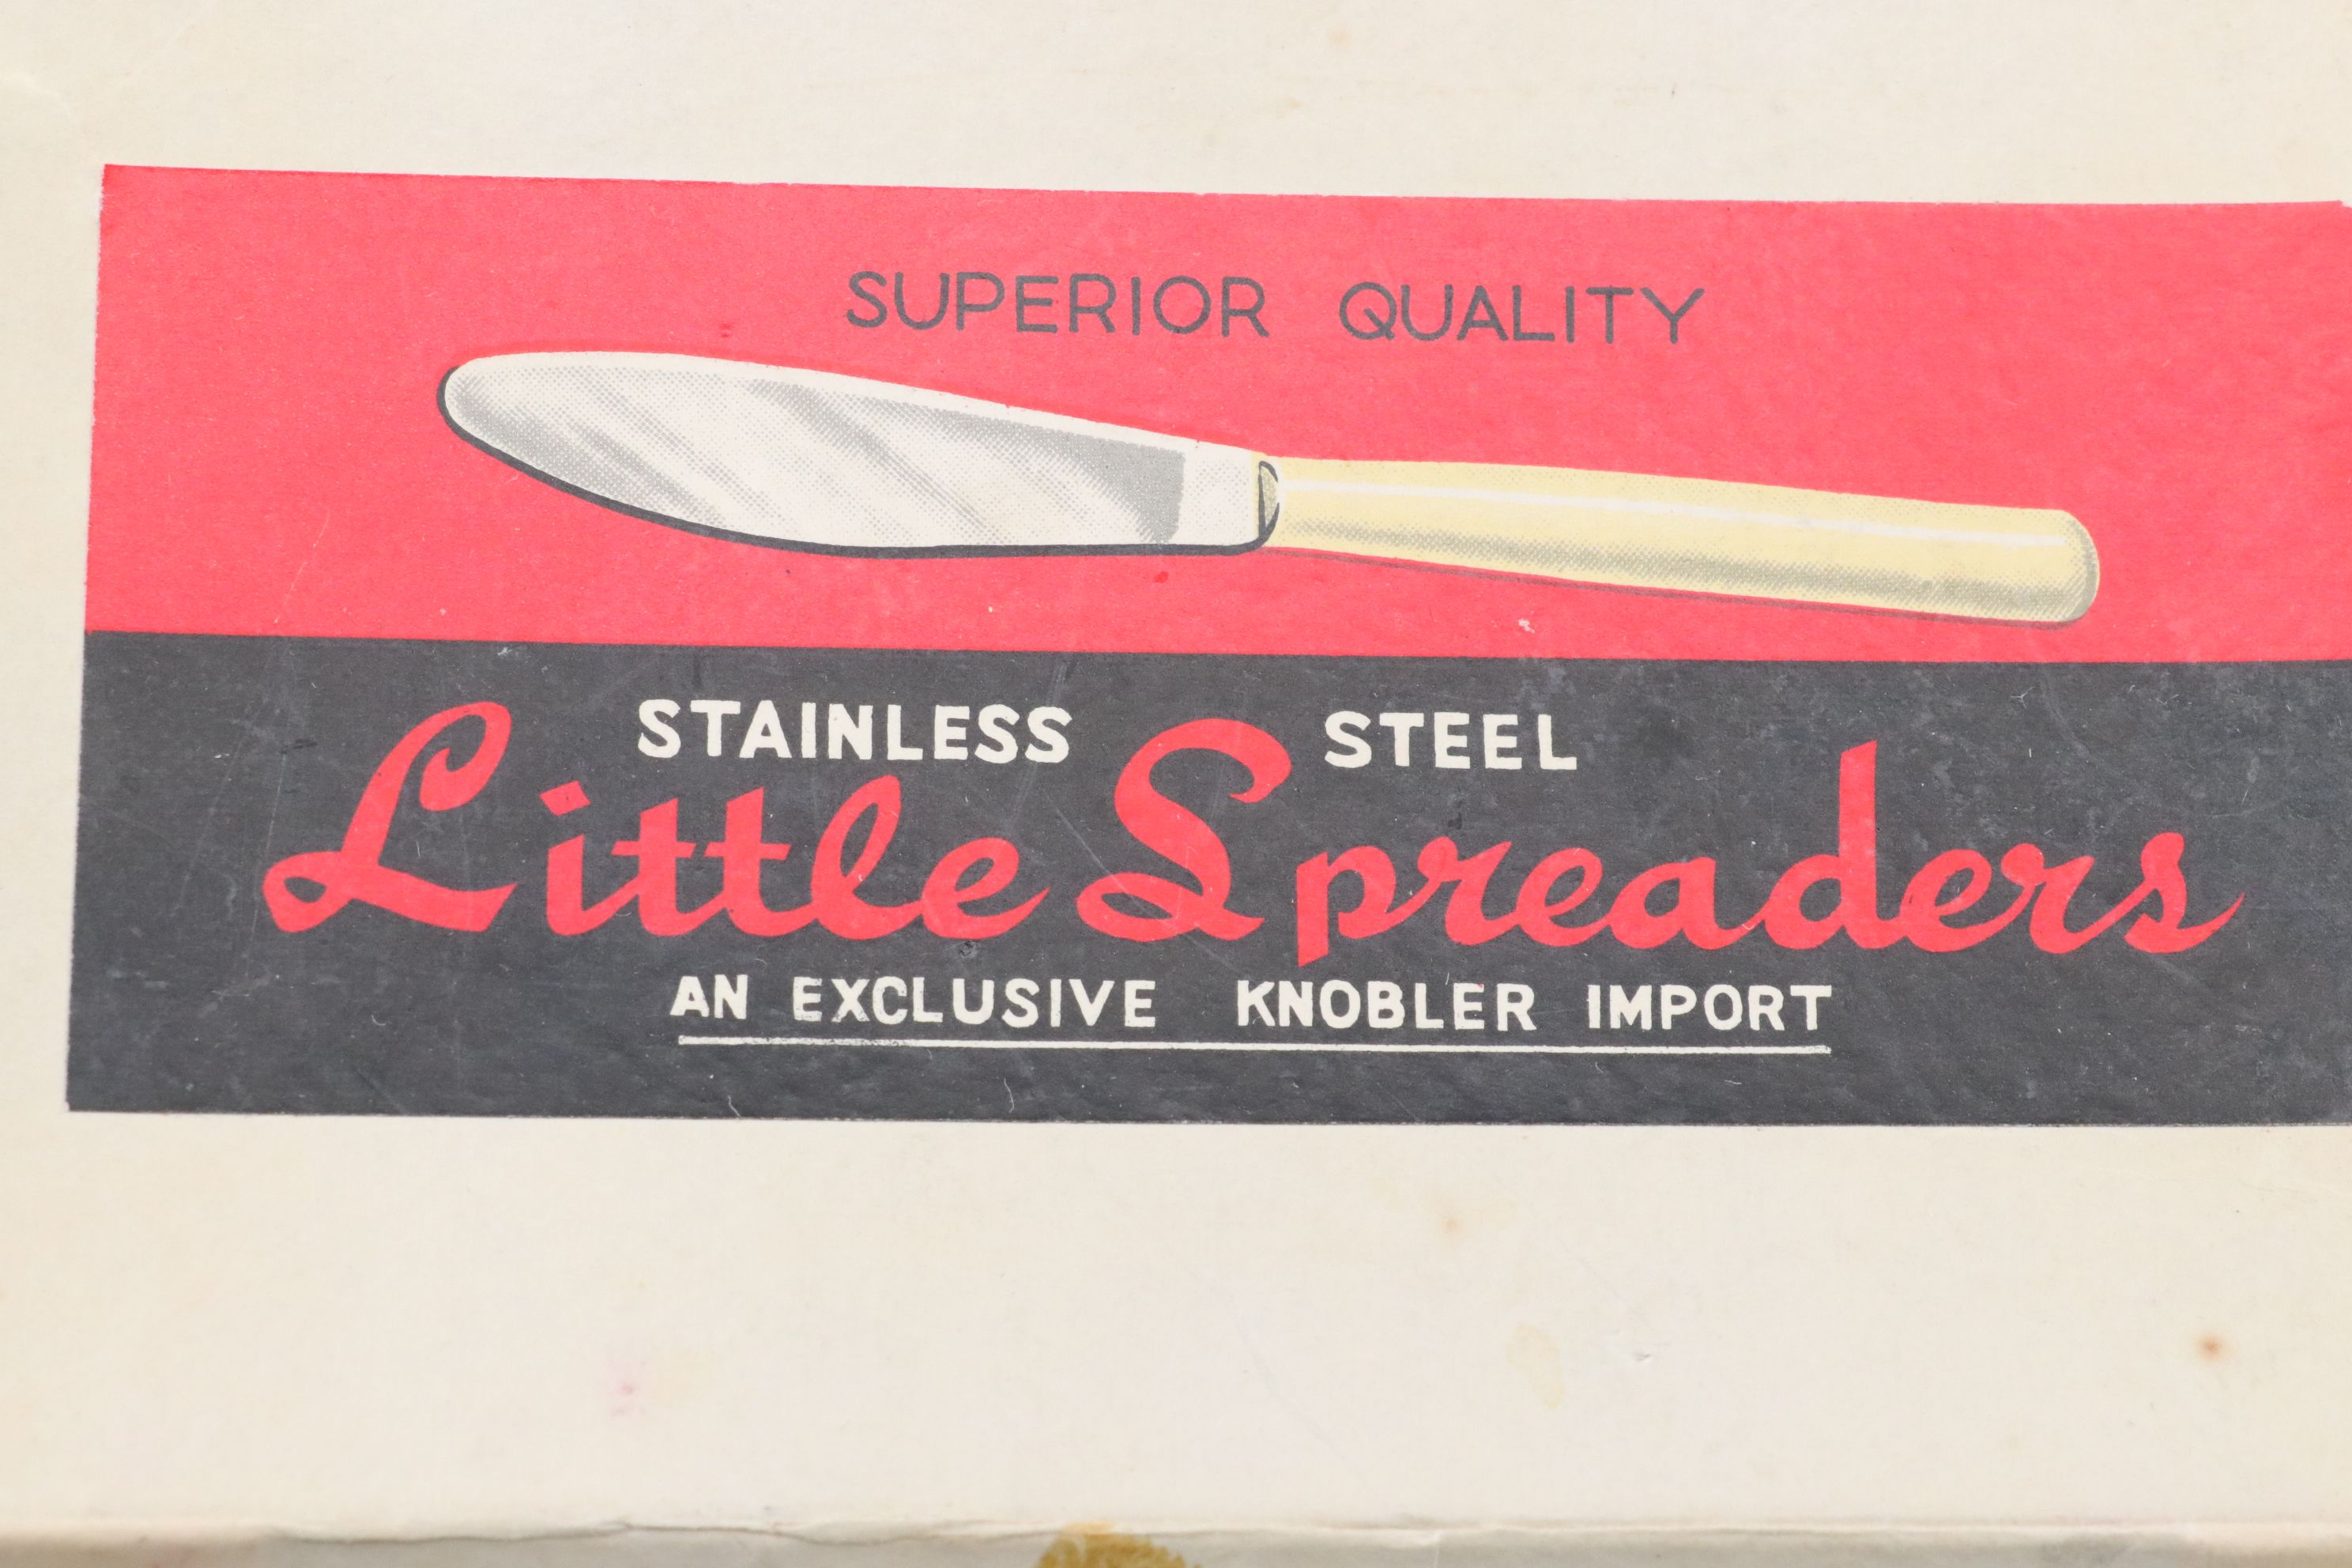 SUPERIOR QUALITY
STAINLESS STEEL
Little Spreaders
AN EXCLUSIVE KNOBLER IMPORT